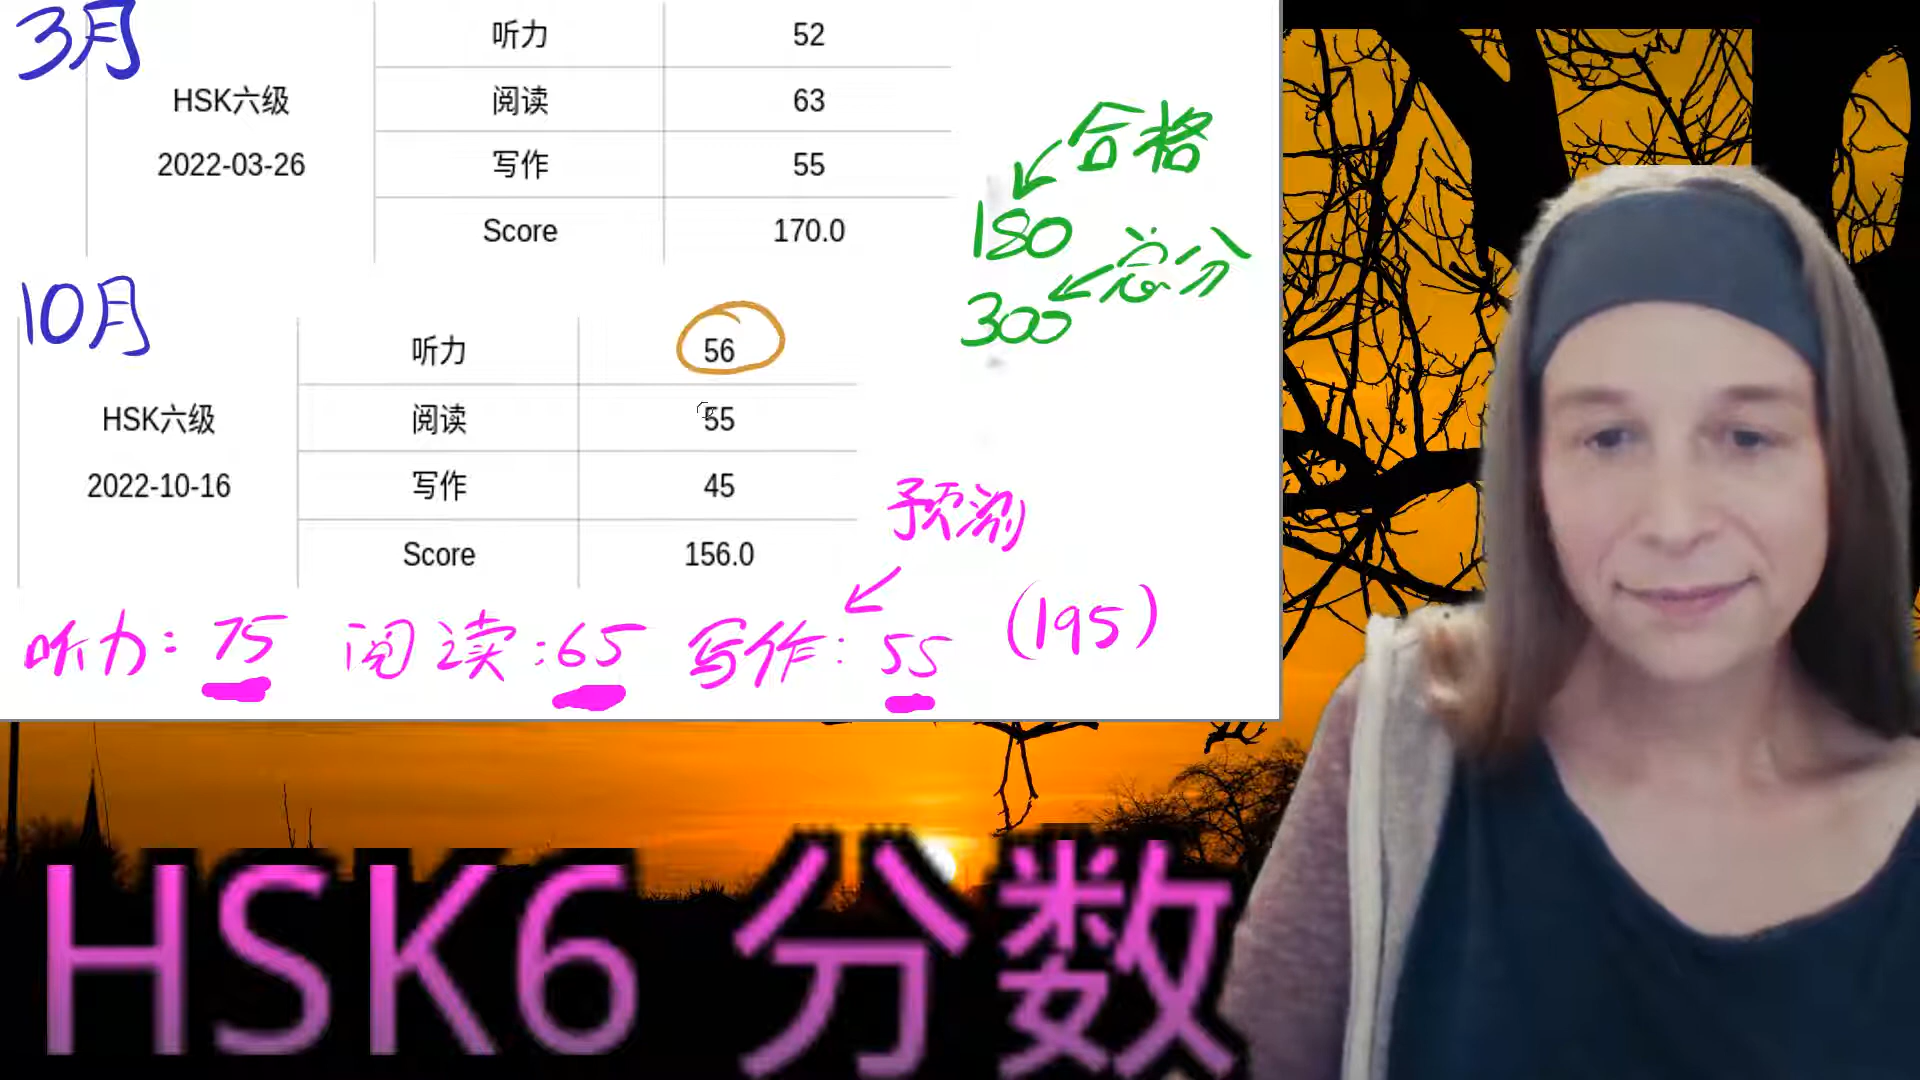 3月
听力 52
HSK六级 阅读 63
2022-03-26 写作 55
Score 170.0
合格
180
总分
300
10月
听力 56
HSK六级 阅读 55
2022-10-16 写作 45
Score 156.0
预测
听力: 75 阅读: 65 写作: 55 (195)
HSK6 分数